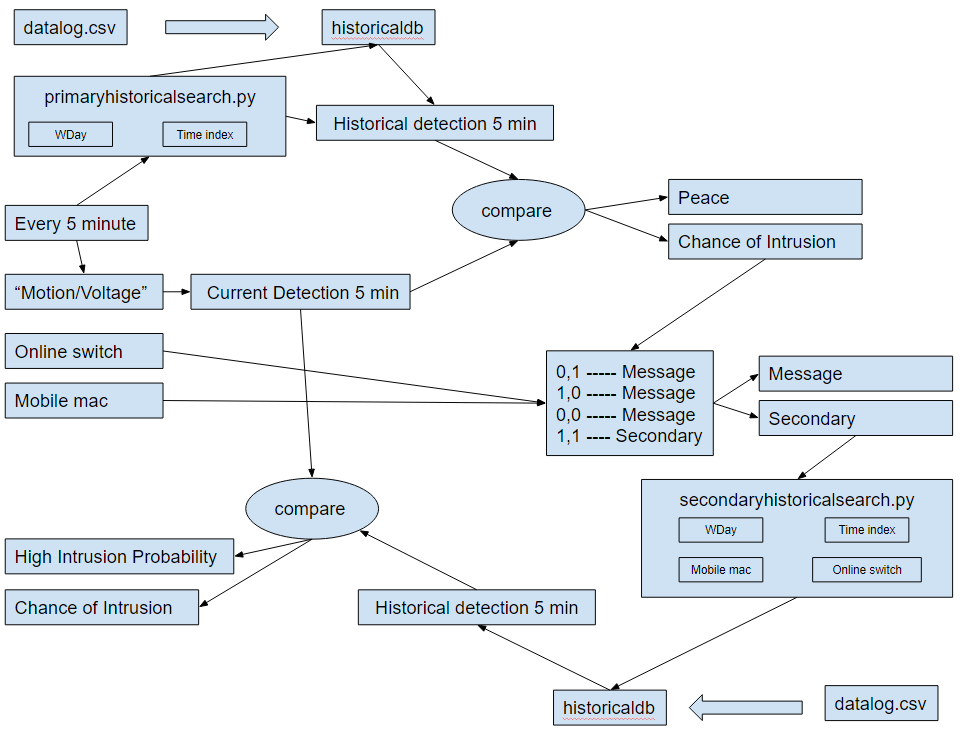 datalog.csv
historicaldb
primaryhistoricalsearch.py
WDay
Time index
Historical detection 5 min
Every 5 minute
compare
Peace
Chance of Intrusion
“Motion/Voltage”
Current Detection 5 min
Online switch
Mobile mac
0,1 ----- Message
1,0 ----- Message
0,0 ----- Message
1,1 ---- Secondary
Message
Secondary
secondaryhistoricalsearch.py
WDay
Time index
Mobile mac
Online switch
compare
High Intrusion Probability
Chance of Intrusion
Historical detection 5 min
historicaldb
datalog.csv